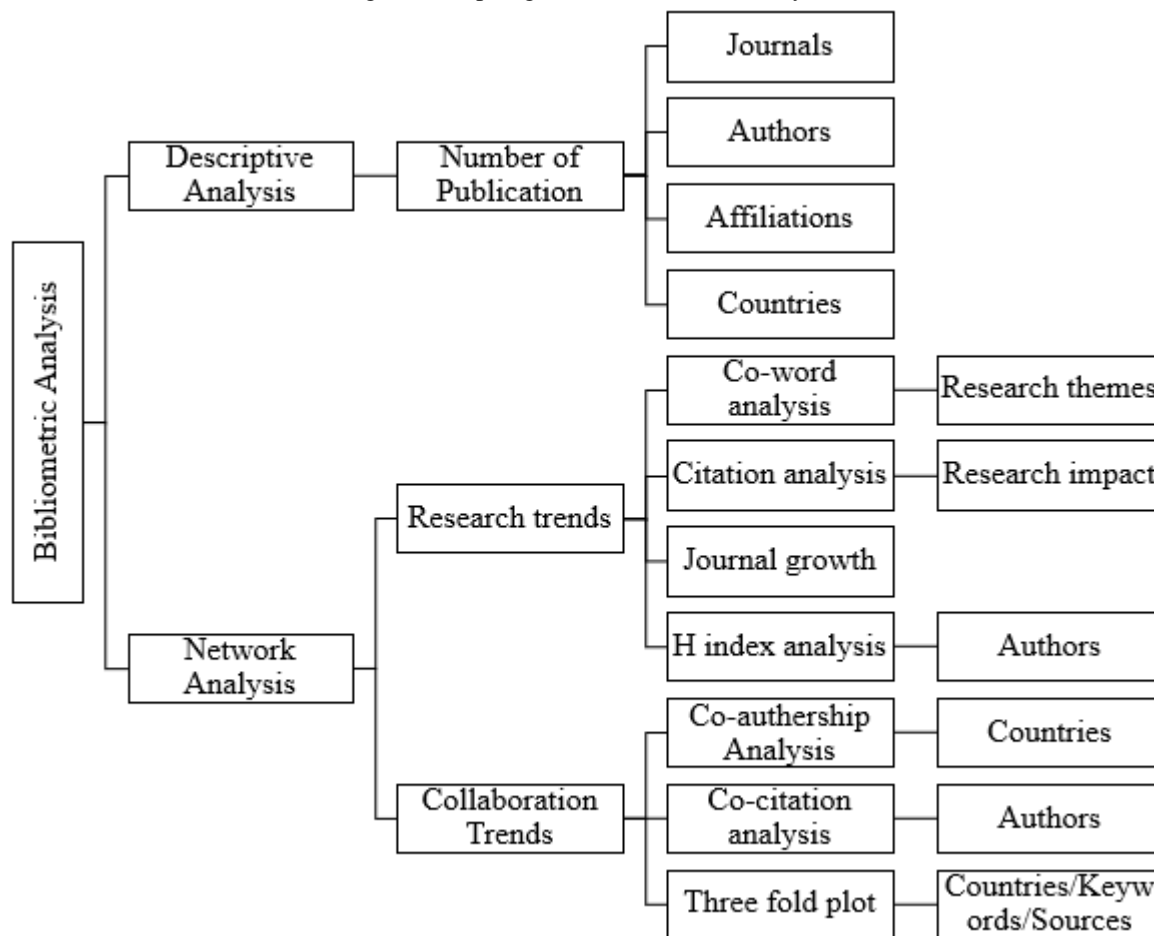 Journals
Authors
Descriptive
Analysis
Number of
Publication
Affiliations
Countries
Bibliometric Analysis
Co-word
analysis
Research themes
Citation analysis
Research impact
Research trends
Journal growth
Network
Analysis
H index analysis
Authors
Co-authership
Analysis
Countries
Collaboration
Trends
Co-citation
analysis
Authors
Three fold plot
Countries/Keyw
ords/Sources